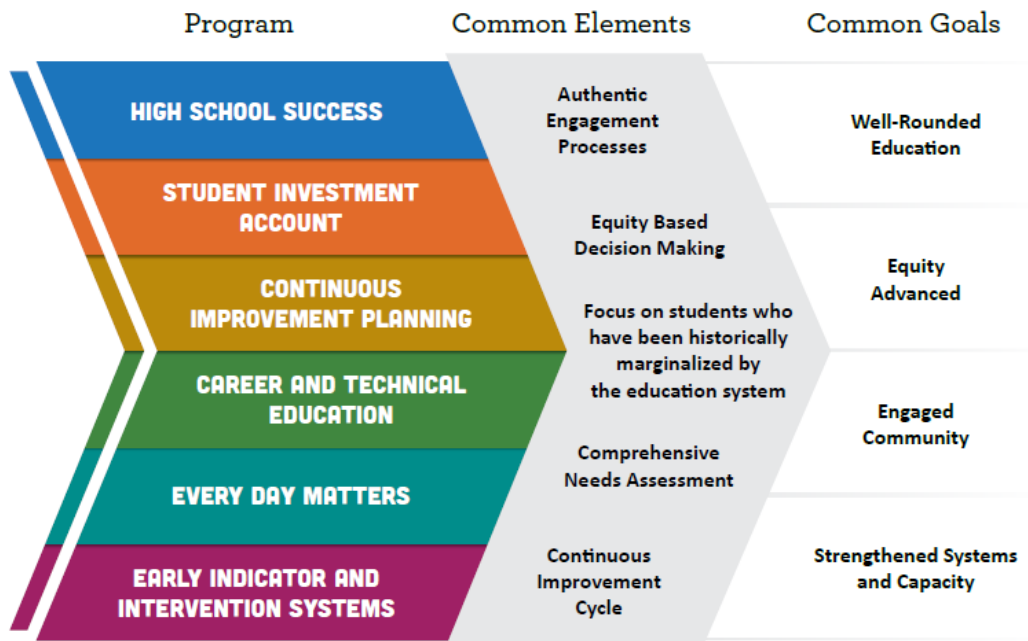 Program
Common Elements
Common Goals
HIGH SCHOOL SUCCESS
STUDENT INVESTMENT
ACCOUNT
CONTINUOUS
IMPROVEMENT PLANNING
CAREER AND TECHNICAL
EDUCATION
EVERY DAY MATTERS
EARLY INDICATOR AND
INTERVENTION SYSTEMS
Authentic
Engagement
Processes
Equity Based
Decision Making
Focus on students who
have been historically
marginalized by
the education system
Comprehensive
Needs Assessment
Continuous
Improvement
Cycle
Well-Rounded
Education
Equity
Advanced
Engaged
Community
Strengthened Systems
and Capacity